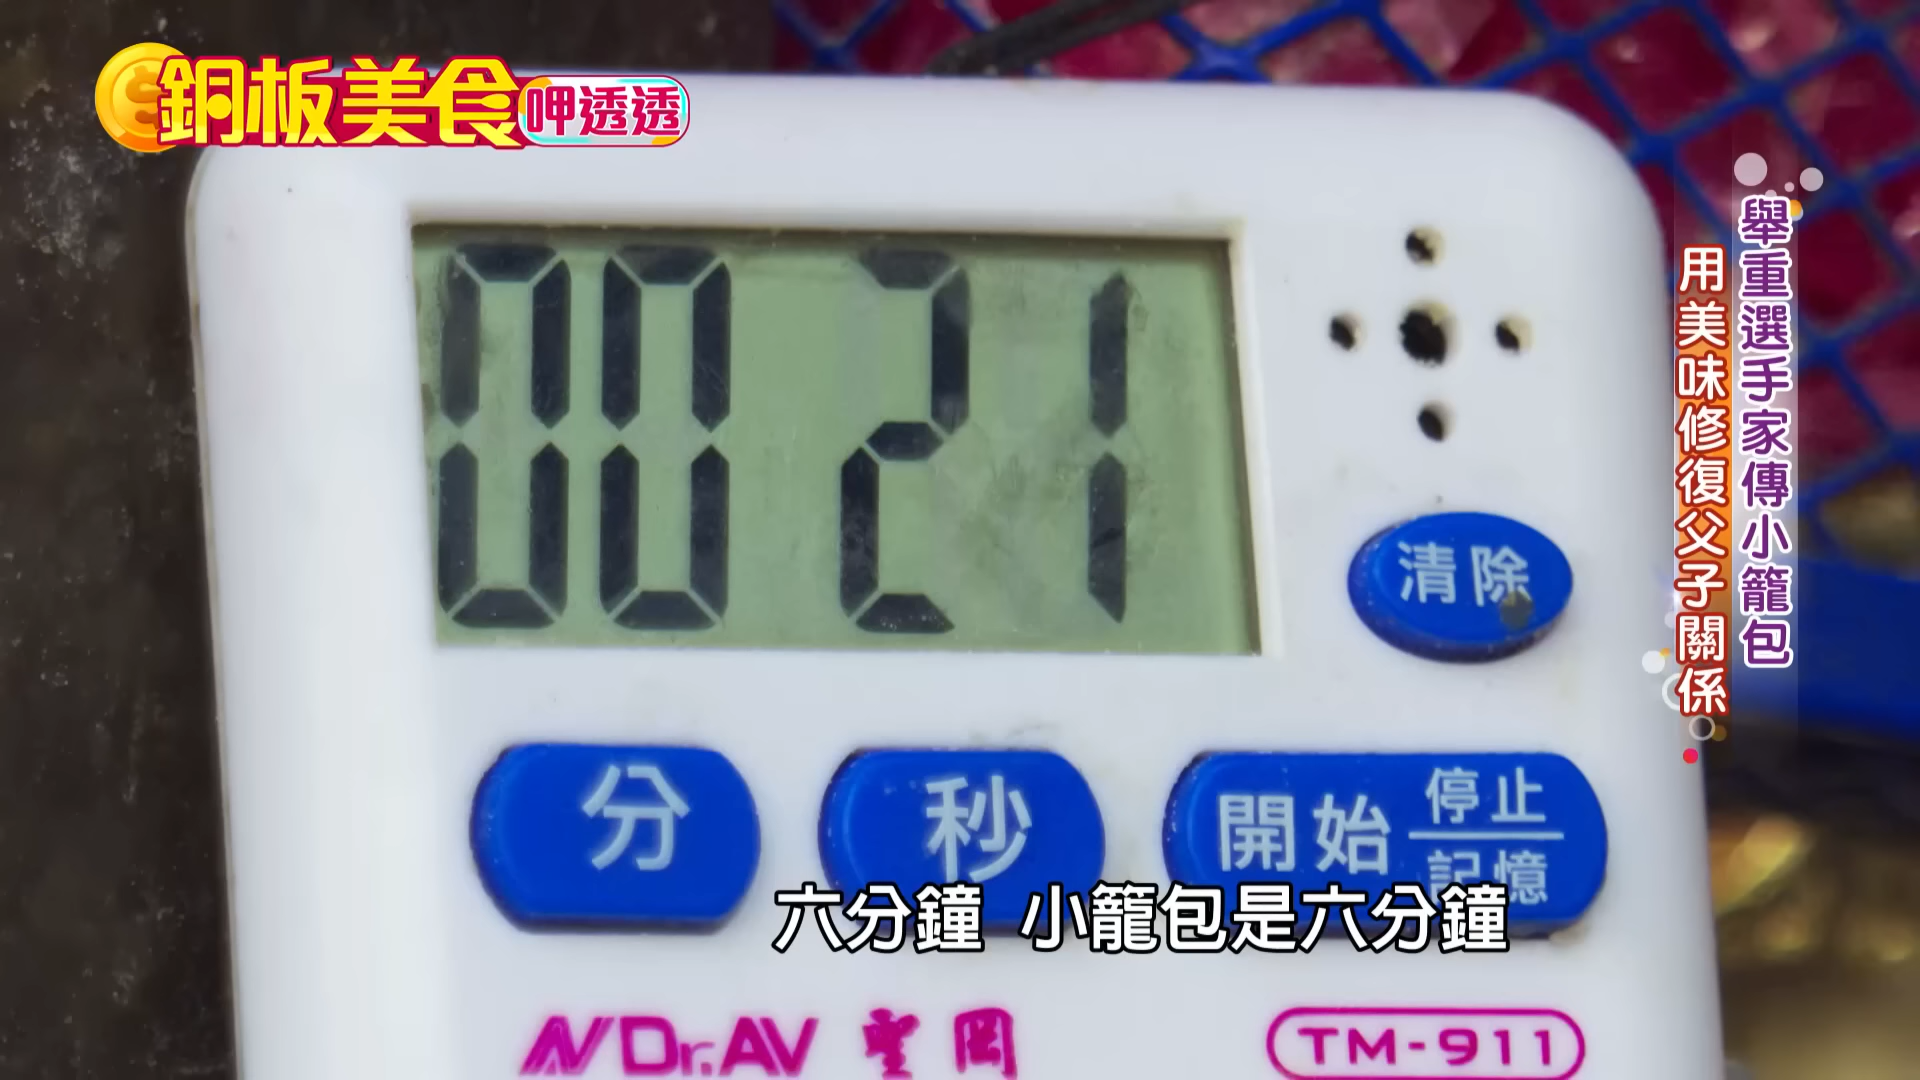 銅板美食呷透透
舉重選手家傳小籠包
用美味修復父子關係
00 21
清除
分
秒
開始
停止
記憶
六分鐘 小籠包是六分鐘
Dr.AV 聖岡
TM-911